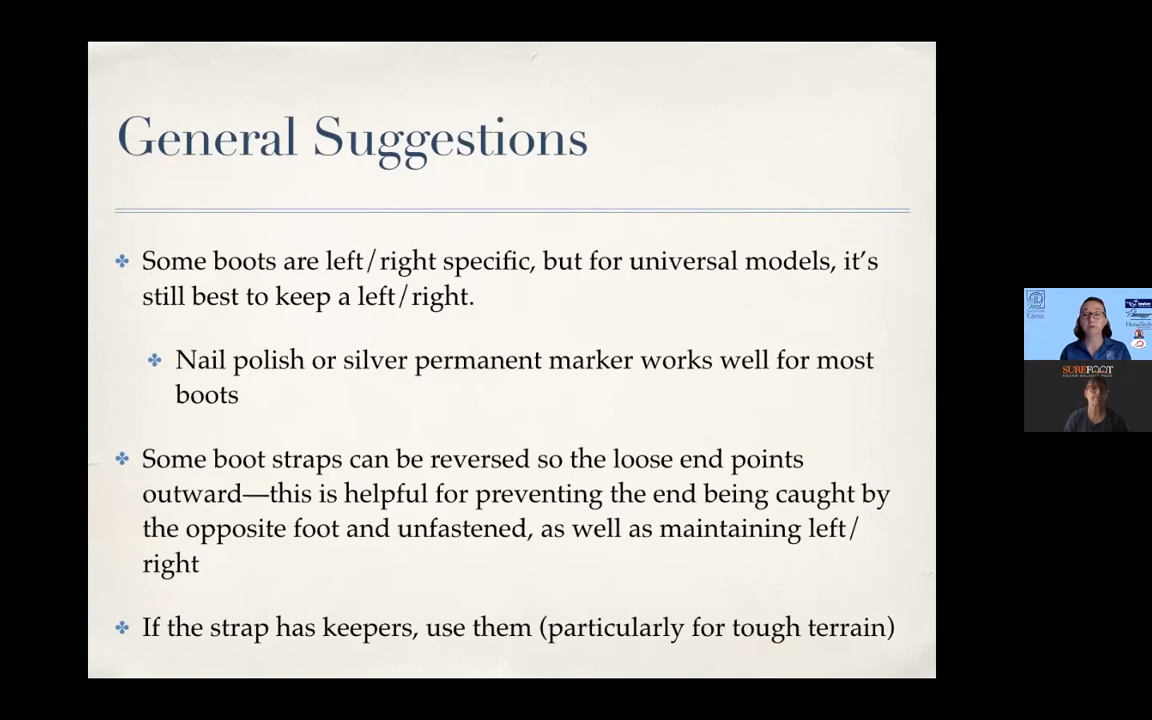 General Suggestions
Some boots are left/right specific, but for universal models, it's
still best to keep a left/right.
Nail polish or silver permanent marker works well for most
boots
Some boot straps can be reversed so the loose end points
outward—this is helpful for preventing the end being caught by
the opposite foot and unfastened, as well as maintaining left/
right
If the strap has keepers, use them (particularly for tough terrain)
SUREFOOT